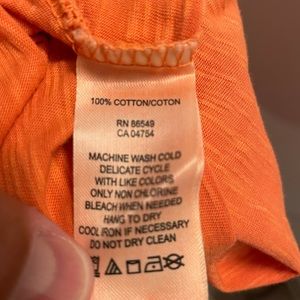 100% COTTON/COTON
RN 86549
CA 04754
MACHINE WASH COLD
DELICATE CYCLE
WITH LIKE COLORS
ONLY NON CHLORINE
BLEACH WHEN NEEDED
HANG TO DRY
COOL IRON IF NECESSARY
DO NOT DRY CLEAN